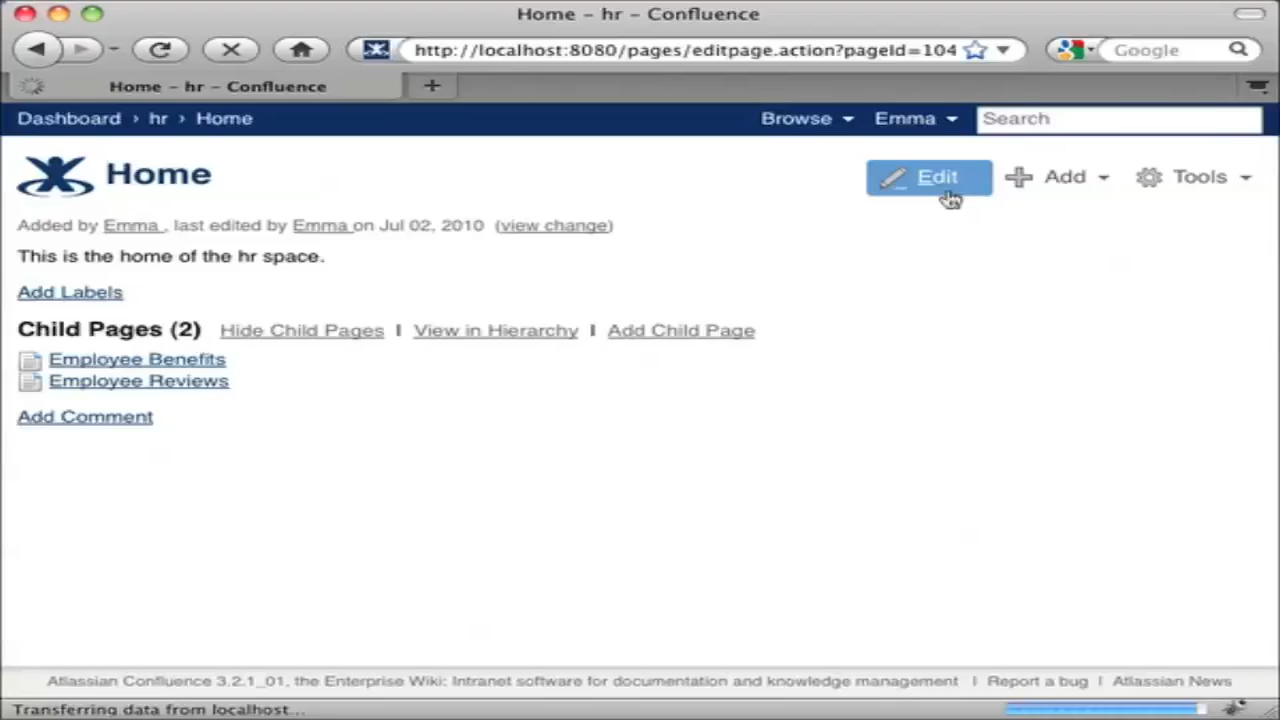 Home – hr – Confluence
http://localhost:8080/pages/editpage.action?pageId=104
Google
Home – hr – Confluence
Dashboard › hr › Home
Browse
Emma
Search
Home
Edit
Add
Tools
Added by Emma , last edited by Emma on Jul 02, 2010 (view change)
This is the home of the hr space.
Add Labels
Child Pages (2) Hide Child Pages | View in Hierarchy | Add Child Page
Employee Benefits
Employee Reviews
Add Comment
Atlassian Confluence 3.2.1_01, the Enterprise Wiki: Intranet software for documentation and knowledge management | Report a bug | Atlassian News
Transferring data from localhost...